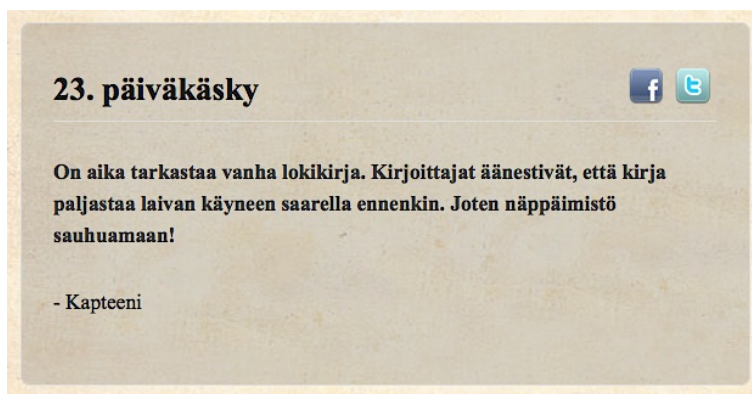 23. päiväkäsky
On aika tarkastaa vanha lokikirja. Kirjoittajat äänestivät, että kirja
paljastaa laivan käyneen saarella ennenkin. Joten näppäimistö
sauhuamaan!
- Kapteeni